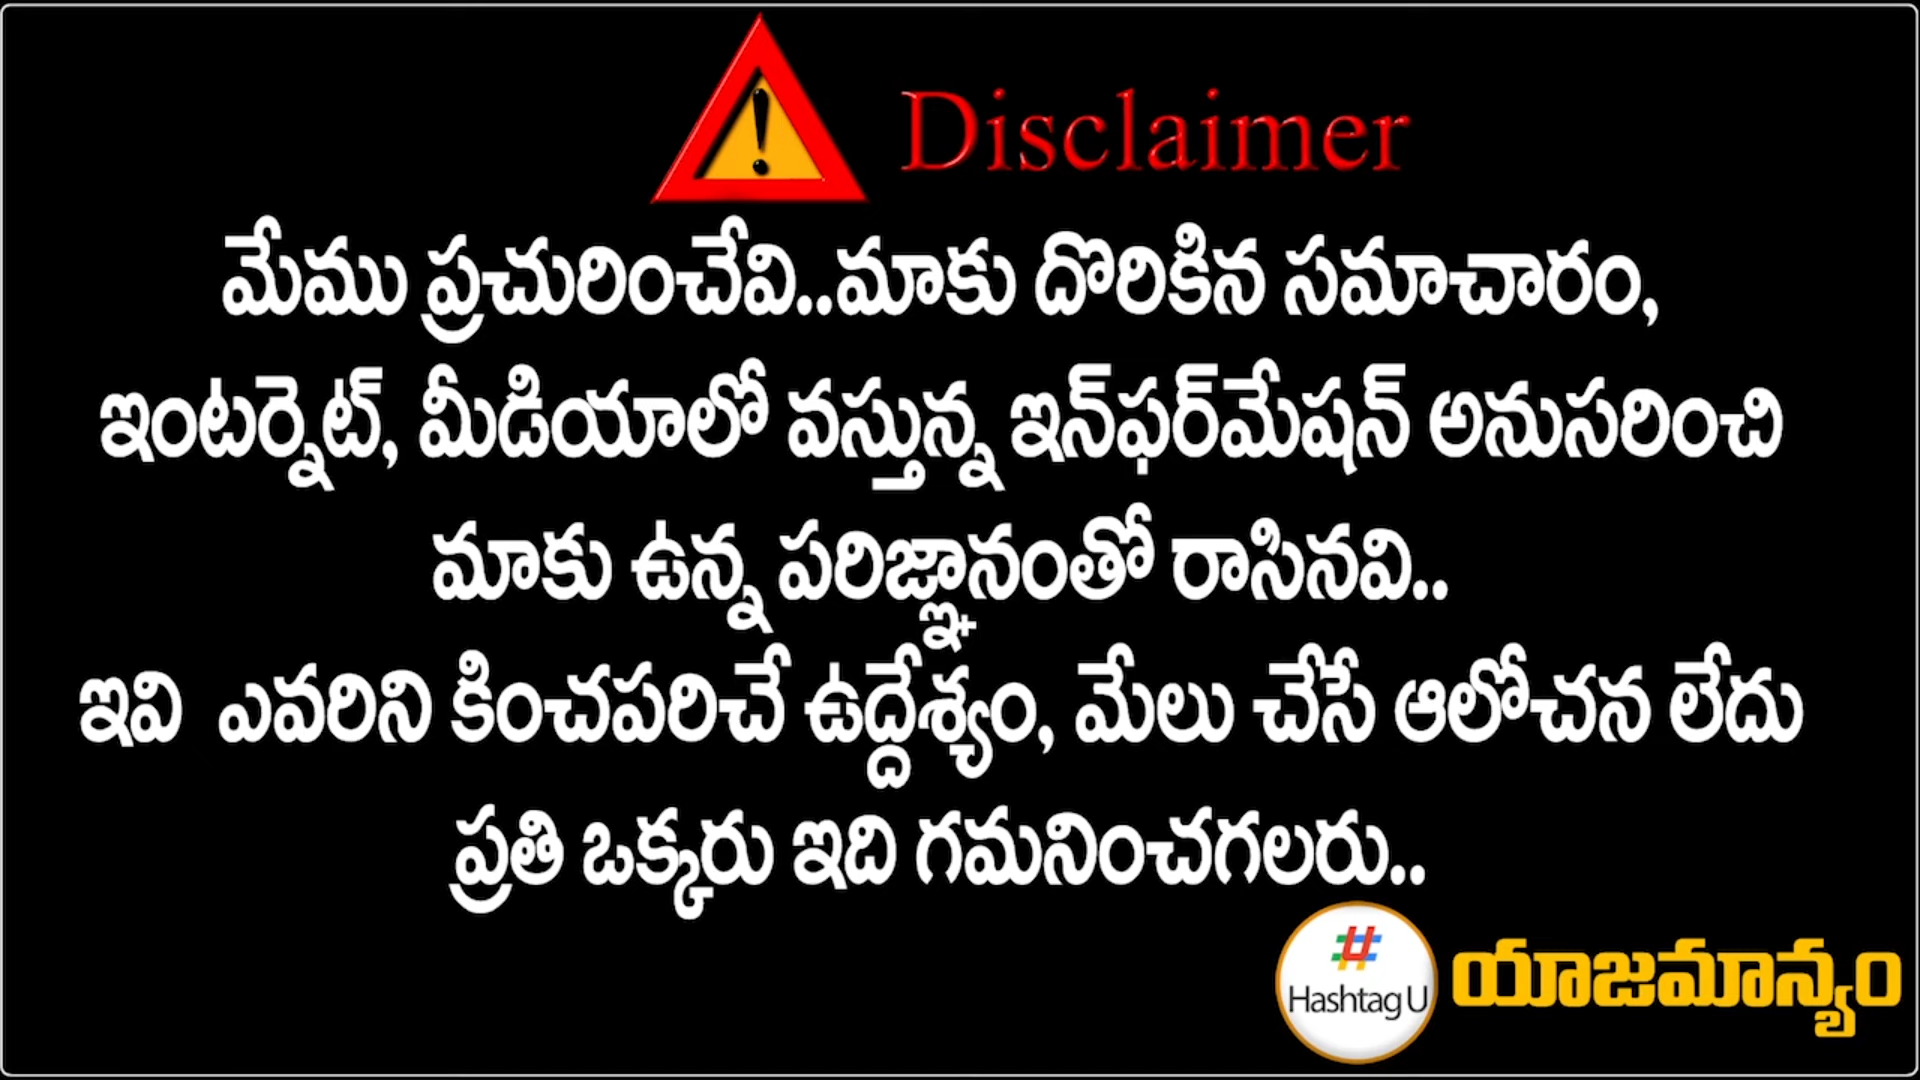 Disclaimer
మేము ప్రచురించేవి..మాకు దొరికిన సమాచారం,
ఇంటర్నెట్, మీడియాలో వస్తున్న ఇన్‌ఫర్‌మేషన్ అనుసరించి
మాకు ఉన్న పరిజ్ఞానంతో రాసినవి..
ఇవి ఎవరిని కించపరిచే ఉద్దేశ్యం, మేలు చేసే ఆలోచన లేదు
ప్రతి ఒక్కరు ఇది గమనించగలరు..
Hashtag U
యాజమాన్యం